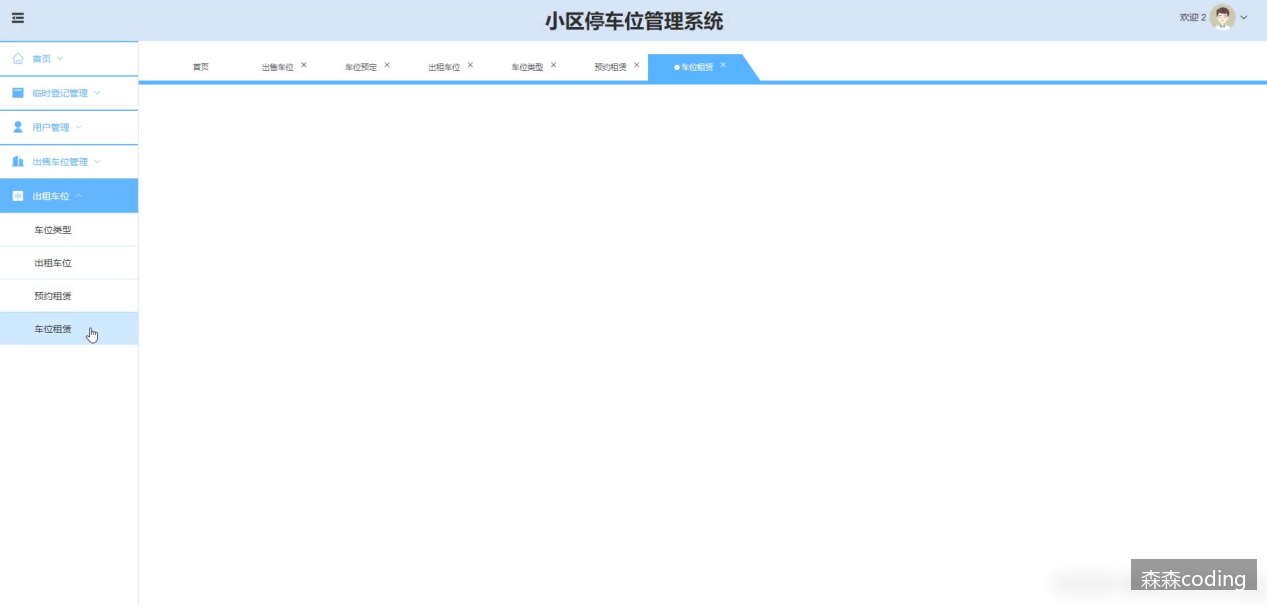 小区停车位管理系统
欢迎 2
首页
临时登记管理
用户管理
出售车位管理
出租车位
车位类型
出租车位
预约租赁
车位租赁
首页 出售车位 车位预定 出租车位 车位类型 预约租赁 车位租赁
森森coding